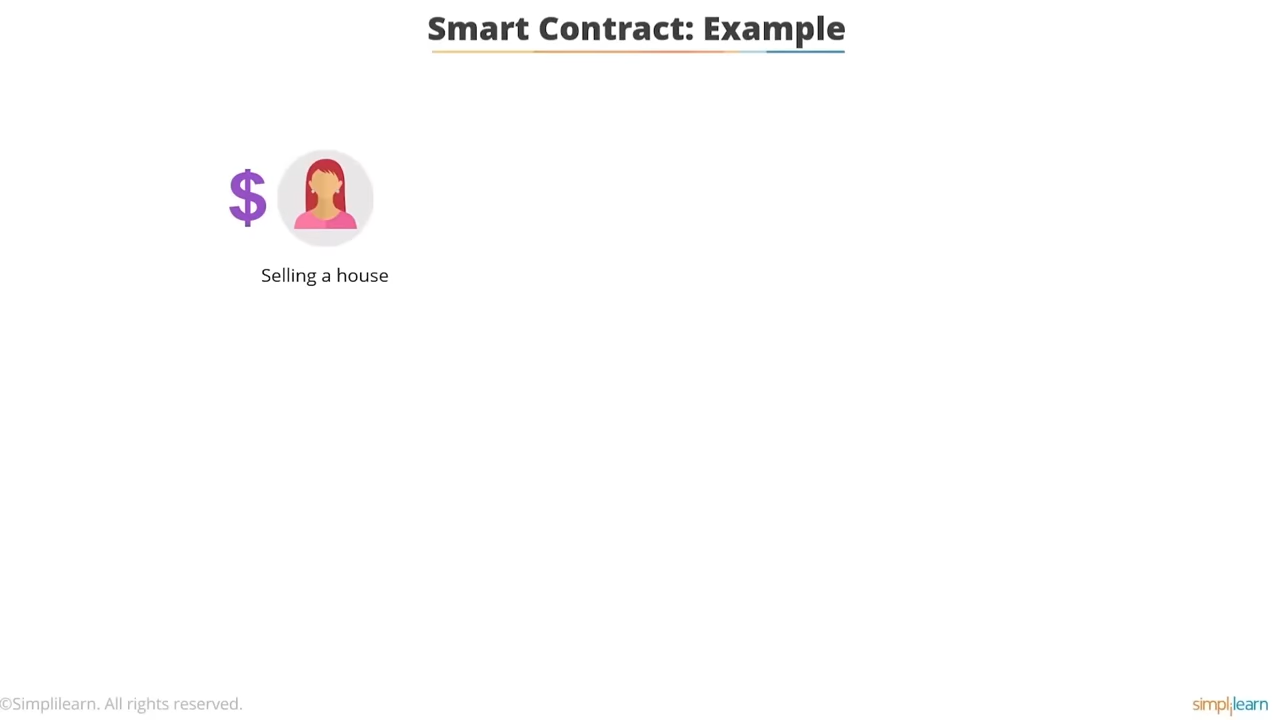 Smart Contract: Example
$
Selling a house
©Simplilearn. All rights reserved.
simplilearn